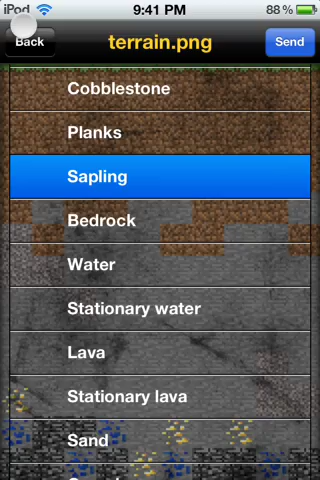 iPod 9:41 PM 88%
Back terrain.png Send
Cobblestone
Planks
Sapling
Bedrock
Water
Stationary water
Lava
Stationary lava
Sand